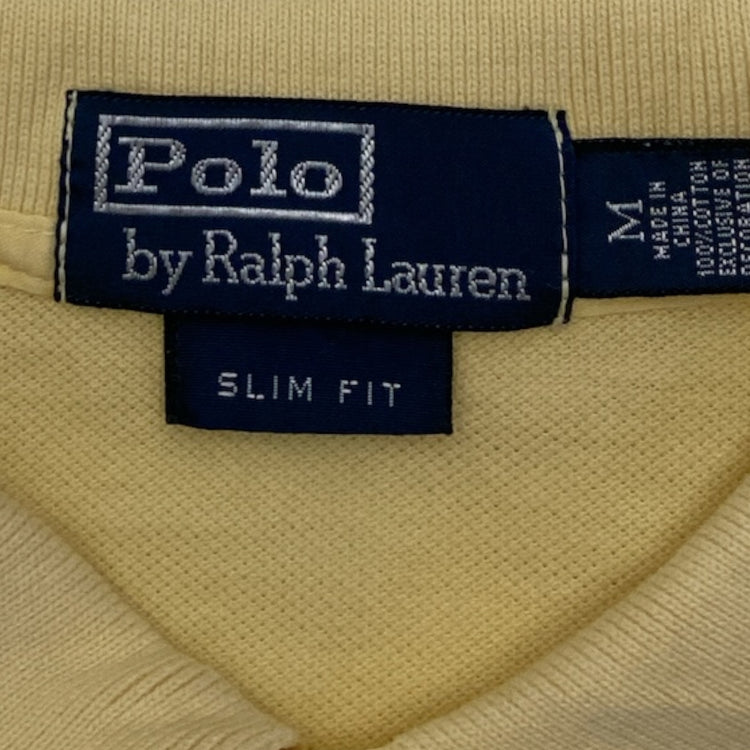 Polo
by Ralph Lauren
SLIM FIT
M
MADE IN
CHINA
100% COTTON
EXCLUSIVE OF